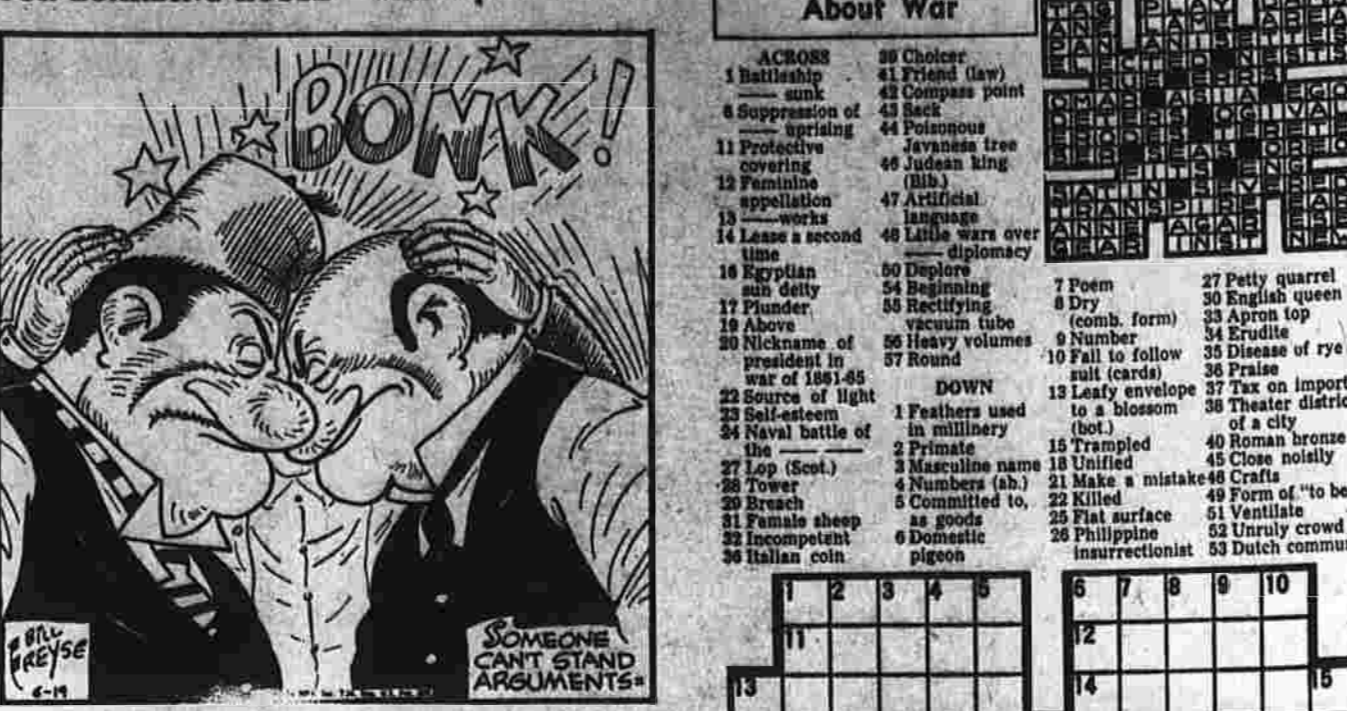 BONK!
BILL
FREYSE
6-19
SOMEONE
CAN'T STAND
ARGUMENTS=
About War
ACROSS
1 Battleship
—— sunk
6 Suppression of
—— uprising
11 Protective
covering
12 Feminine
appellation
13 ——works
14 Lease a second
time
16 Egyptian
sun deity
17 Plunder
19 Above
20 Nickname of
president in
war of 1861-65
22 Source of light
23 Self-esteem
24 Naval battle of
the —— ——
27 Lop (Scot.)
28 Tower
29 Breach
31 Female sheep
32 Incompetent
36 Italian coin
39 Choicer
41 Friend (law)
42 Compass point
43 Sack
44 Poisonous
Javanese tree
46 Judean king
(Bib.)
47 Artificial
language
48 Little wars over
—— diplomacy
50 Deplore
54 Beginning
55 Rectifying
vacuum tube
56 Heavy volumes
57 Round
DOWN
1 Feathers used
in millinery
2 Primate
3 Masculine name
4 Numbers (ab.)
5 Committed to,
as goods
6 Domestic
pigeon
7 Poem
8 Dry
(comb. form)
9 Number
10 Fail to follow
suit (cards)
13 Leafy envelope
to a blossom
(bot.)
15 Trampled
18 Unified
21 Make a mistake
22 Killed
25 Flat surface
26 Philippine
insurrectionist
27 Petty quarrel
30 English queen
33 Apron top
34 Erudite
35 Disease of rye
36 Praise
37 Tax on import
38 Theater distric
of a city
40 Roman bronze
45 Close noisily
46 Crafts
49 Form of "to be
51 Ventilate
52 Unruly crowd
53 Dutch commu
1 2 3 4 5 6 7 8 9 10
11 12
13 14 15